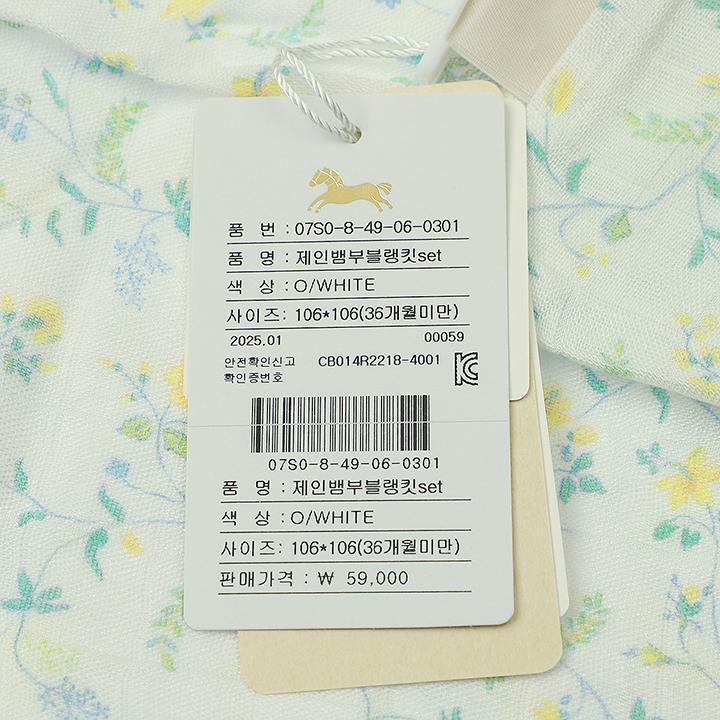 품 번 : 07S0-8-49-06-0301
품 명 : 제인뱀부블랭킷set
색 상 : O/WHITE
사이즈 : 106*106(36개월미만)
2025.01 00059
안전확인신고 CB014R2218-4001
확인증번호
07S0-8-49-06-0301
품 명 : 제인뱀부블랭킷set
색 상 : O/WHITE
사이즈 : 106*106(36개월미만)
판매가격 : ₩ 59,000